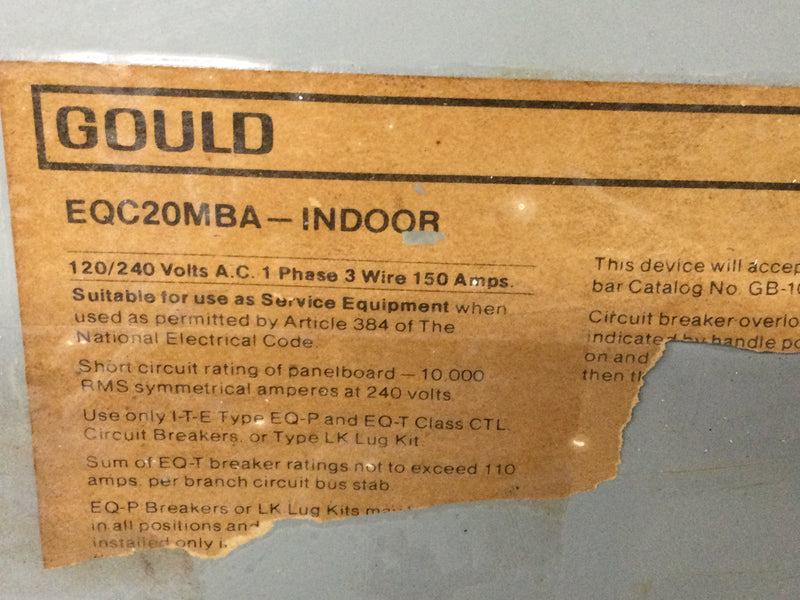 GOULD
EQC20MBA – INDOOR
120/240 Volts A.C. 1 Phase 3 Wire 150 Amps.
Suitable for use as Service Equipment when
used as permitted by Article 384 of The
National Electrical Code.
Short circuit rating of panelboard – 10,000
RMS symmetrical amperes at 240 volts.
Use only I-T-E Type EQ-P and EQ-T Class CTL
Circuit Breakers, or Type LK Lug Kit.
Sum of EQ-T breaker ratings not to exceed 110
amps. per branch circuit bus stab.
EQ-P Breakers or LK Lug Kits
in all positions and
installed only
This device will accep
bar Catalog No. GB-10
Circuit breaker overlo
indicated by handle po
on and
then th